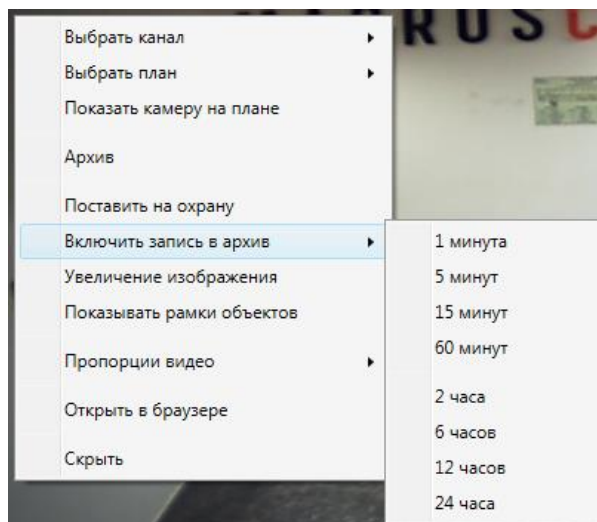 RUSC
Выбрать канал
Выбрать план
Показать камеру на плане
Архив
Поставить на охрану
Включить запись в архив
Увеличение изображения
Показывать рамки объектов
Пропорции видео
Открыть в браузере
Скрыть
1 минута
5 минут
15 минут
60 минут
2 часа
6 часов
12 часов
24 часа